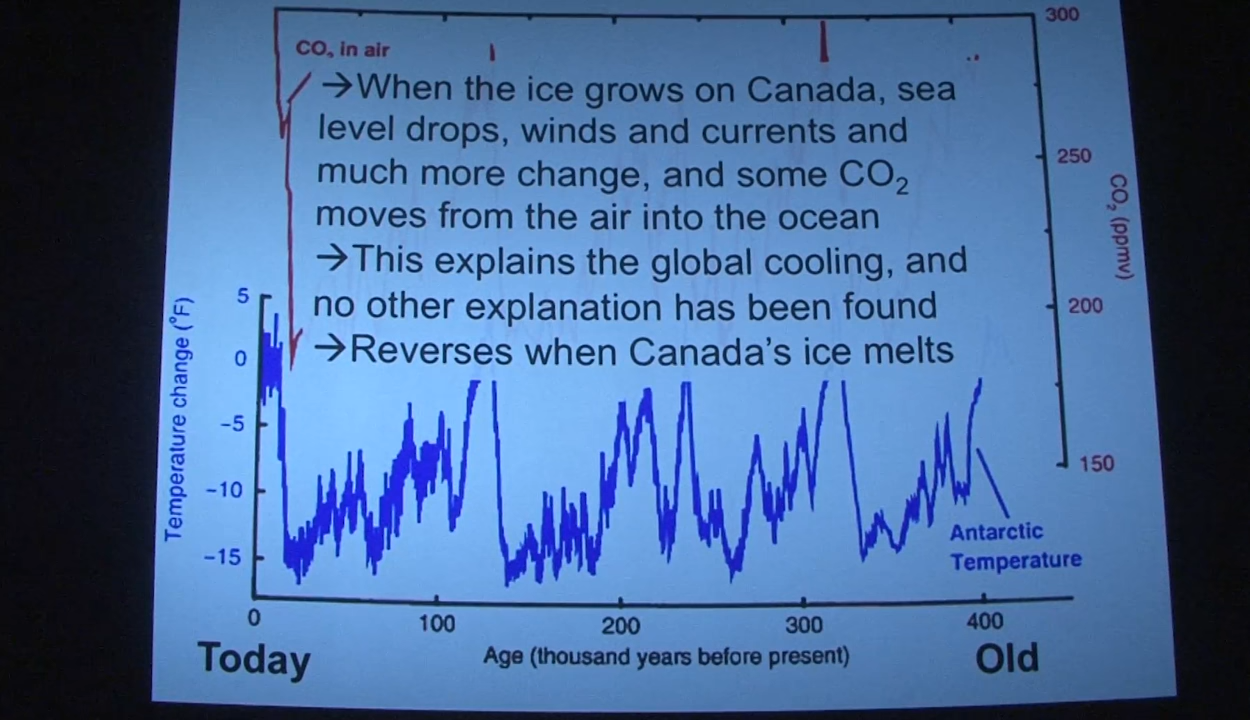 300
CO₂ in air
→When the ice grows on Canada, sea
level drops, winds and currents and
much more change, and some CO₂
moves from the air into the ocean
→This explains the global cooling, and
no other explanation has been found
→Reverses when Canada's ice melts
250
200
150
CO₂ (ppmv)
Temperature change (°F)
5
0
−5
−10
−15
Antarctic
Temperature
0 100 200 300 400
Today Age (thousand years before present) Old